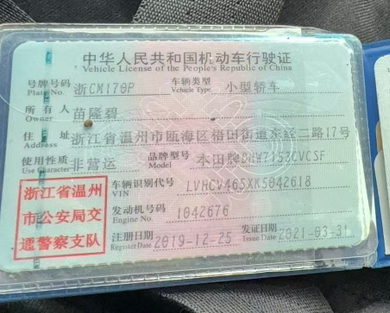 中华人民共和国机动车行驶证
Vehicle License of the People's Republic of China
号牌号码 浙CM170P 车辆类型 小型轿车
Plate No. Vehicle Type
所有人 苗隆碧
Owner
住址 浙江省温州市瓯海区梧田街道东 二路17号
Address
使用性质 非营运 品牌型号 本田牌DHW7153CVCSF
Use Character Model
浙江省温州
市公安局交
通警察支队
车辆识别代号 LVHCV465XK5042618
VIN
发动机号码 1042676
Engine No.
注册日期 2019-12-25 发证日期 2021-03-31
Register Date Issue Date